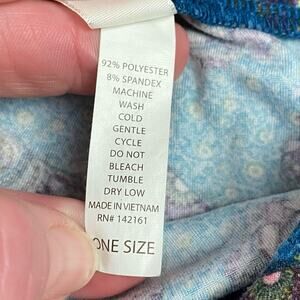 92% POLYESTER
8% SPANDEX
MACHINE
WASH
COLD
GENTLE
CYCLE
DO NOT
BLEACH
TUMBLE
DRY LOW
MADE IN VIETNAM
RN# 142161
ONE SIZE